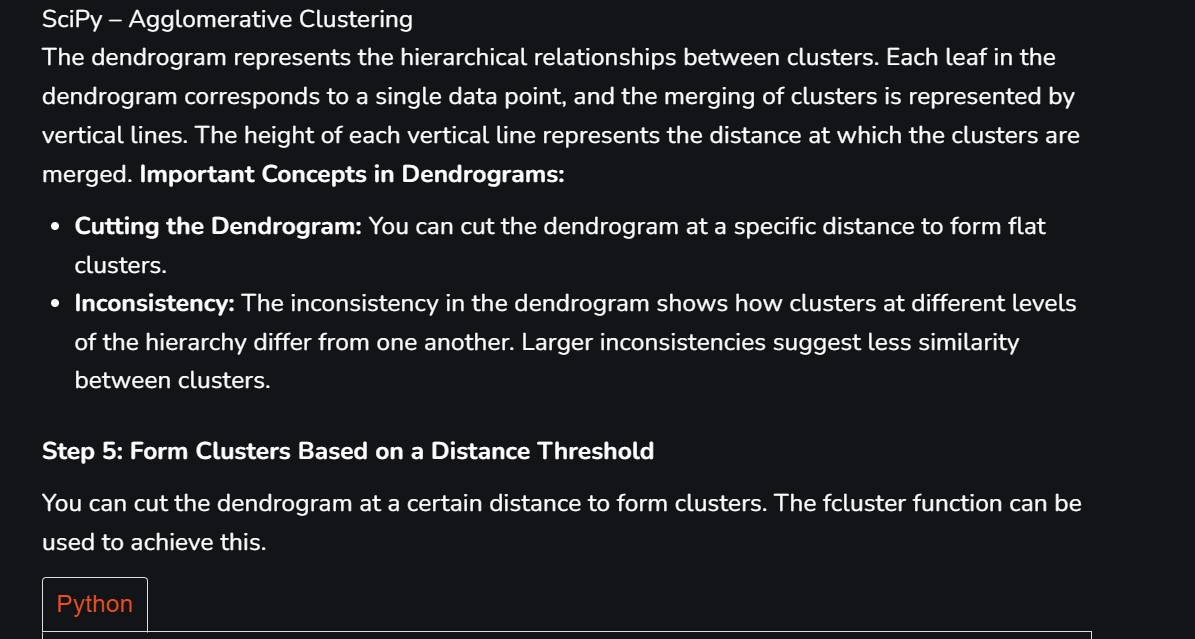 SciPy – Agglomerative Clustering
The dendrogram represents the hierarchical relationships between clusters. Each leaf in the
dendrogram corresponds to a single data point, and the merging of clusters is represented by
vertical lines. The height of each vertical line represents the distance at which the clusters are
merged. Important Concepts in Dendrograms:
• Cutting the Dendrogram: You can cut the dendrogram at a specific distance to form flat
clusters.
• Inconsistency: The inconsistency in the dendrogram shows how clusters at different levels
of the hierarchy differ from one another. Larger inconsistencies suggest less similarity
between clusters.
Step 5: Form Clusters Based on a Distance Threshold
You can cut the dendrogram at a certain distance to form clusters. The fcluster function can be
used to achieve this.
Python